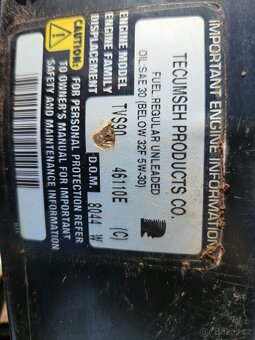 IMPORTANT ENGINE INFORMATION
TECUMSEH PRODUCTS CO.
FUEL: REGULAR UNLEADED
OIL: SAE 30 (BELOW 32F 5W-30)
ENGINE MODEL TVS90 46110E (C)
ENGINE FAMILY
DISPLACEMENT D.O.M. 8044
CAUTION
FOR PERSONAL PROTECTION REFER
TO OWNER'S MANUAL FOR IMPORTANT
SAFETY AND MAINTENANCE INFORMATION